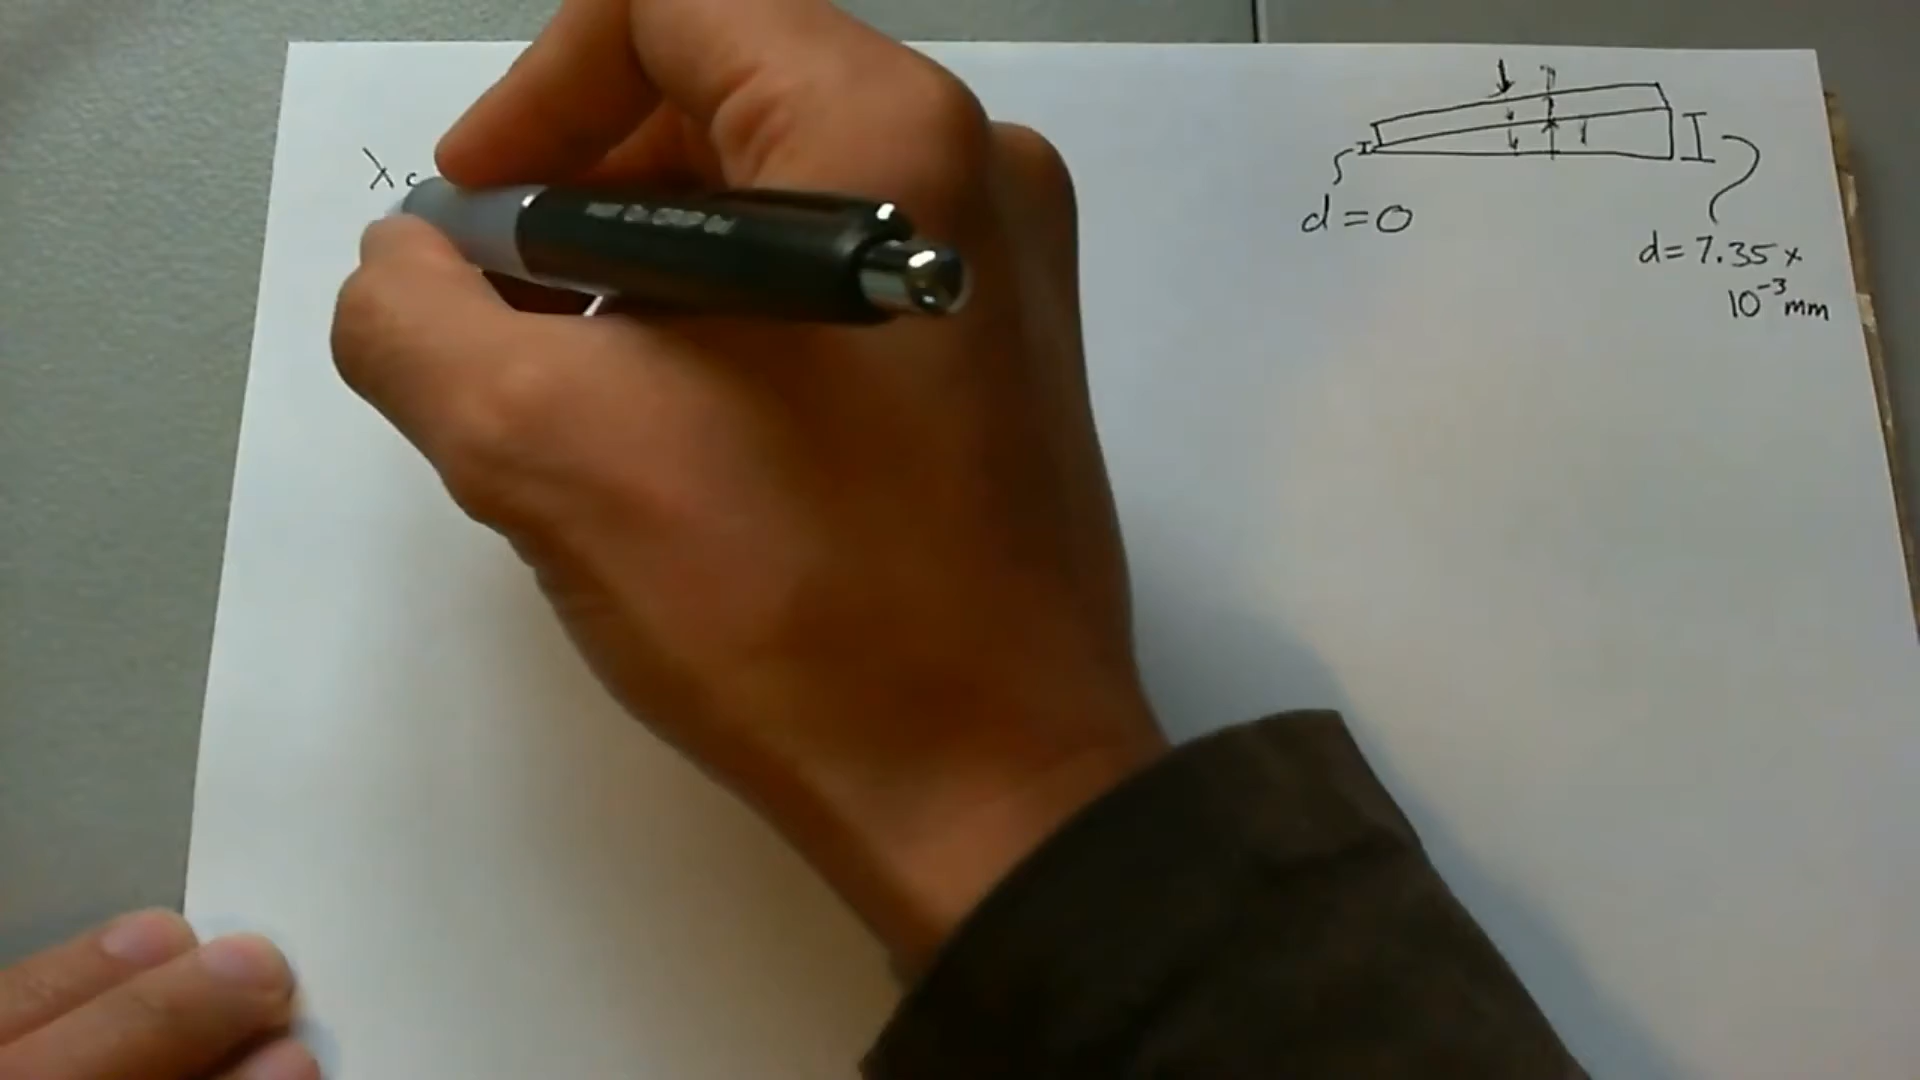 λ c
d = 0
d = 7.35 x
10⁻³ mm